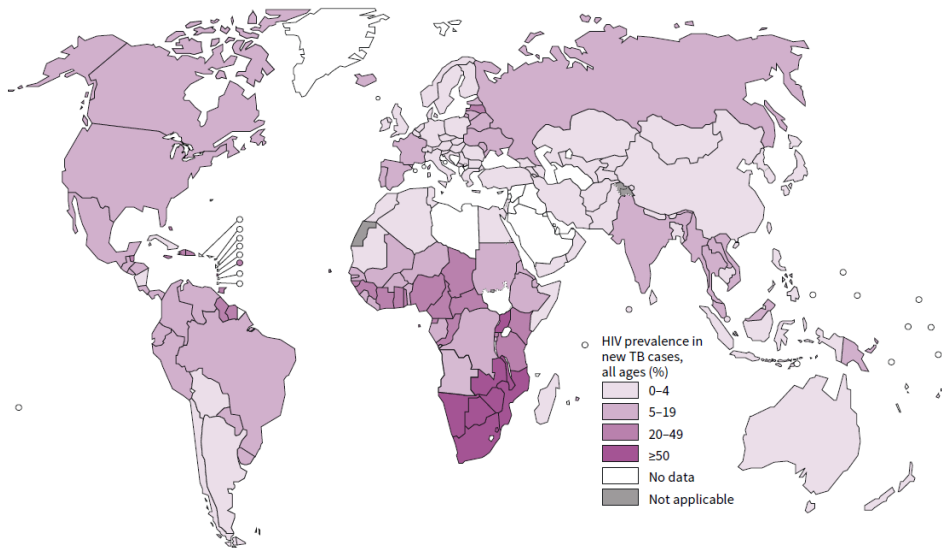 HIV prevalence in
new TB cases,
all ages (%)
0–4
5–19
20–49
≥50
No data
Not applicable